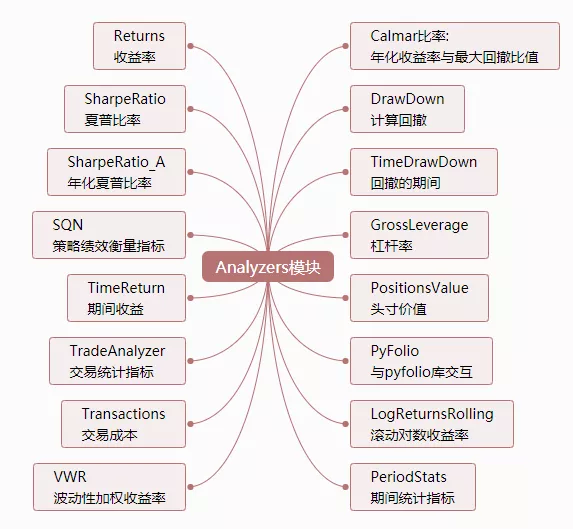 Returns
收益率
SharpeRatio
夏普比率
SharpeRatio_A
年化夏普比率
SQN
策略绩效衡量指标
TimeReturn
期间收益
TradeAnalyzer
交易统计指标
Transactions
交易成本
VWR
波动性加权收益率
Analyzers模块
Calmar比率:
年化收益率与最大回撤比值
DrawDown
计算回撤
TimeDrawDown
回撤的期间
GrossLeverage
杠杆率
PositionsValue
头寸价值
PyFolio
与pyfolio库交互
LogReturnsRolling
滚动对数收益率
PeriodStats
期间统计指标